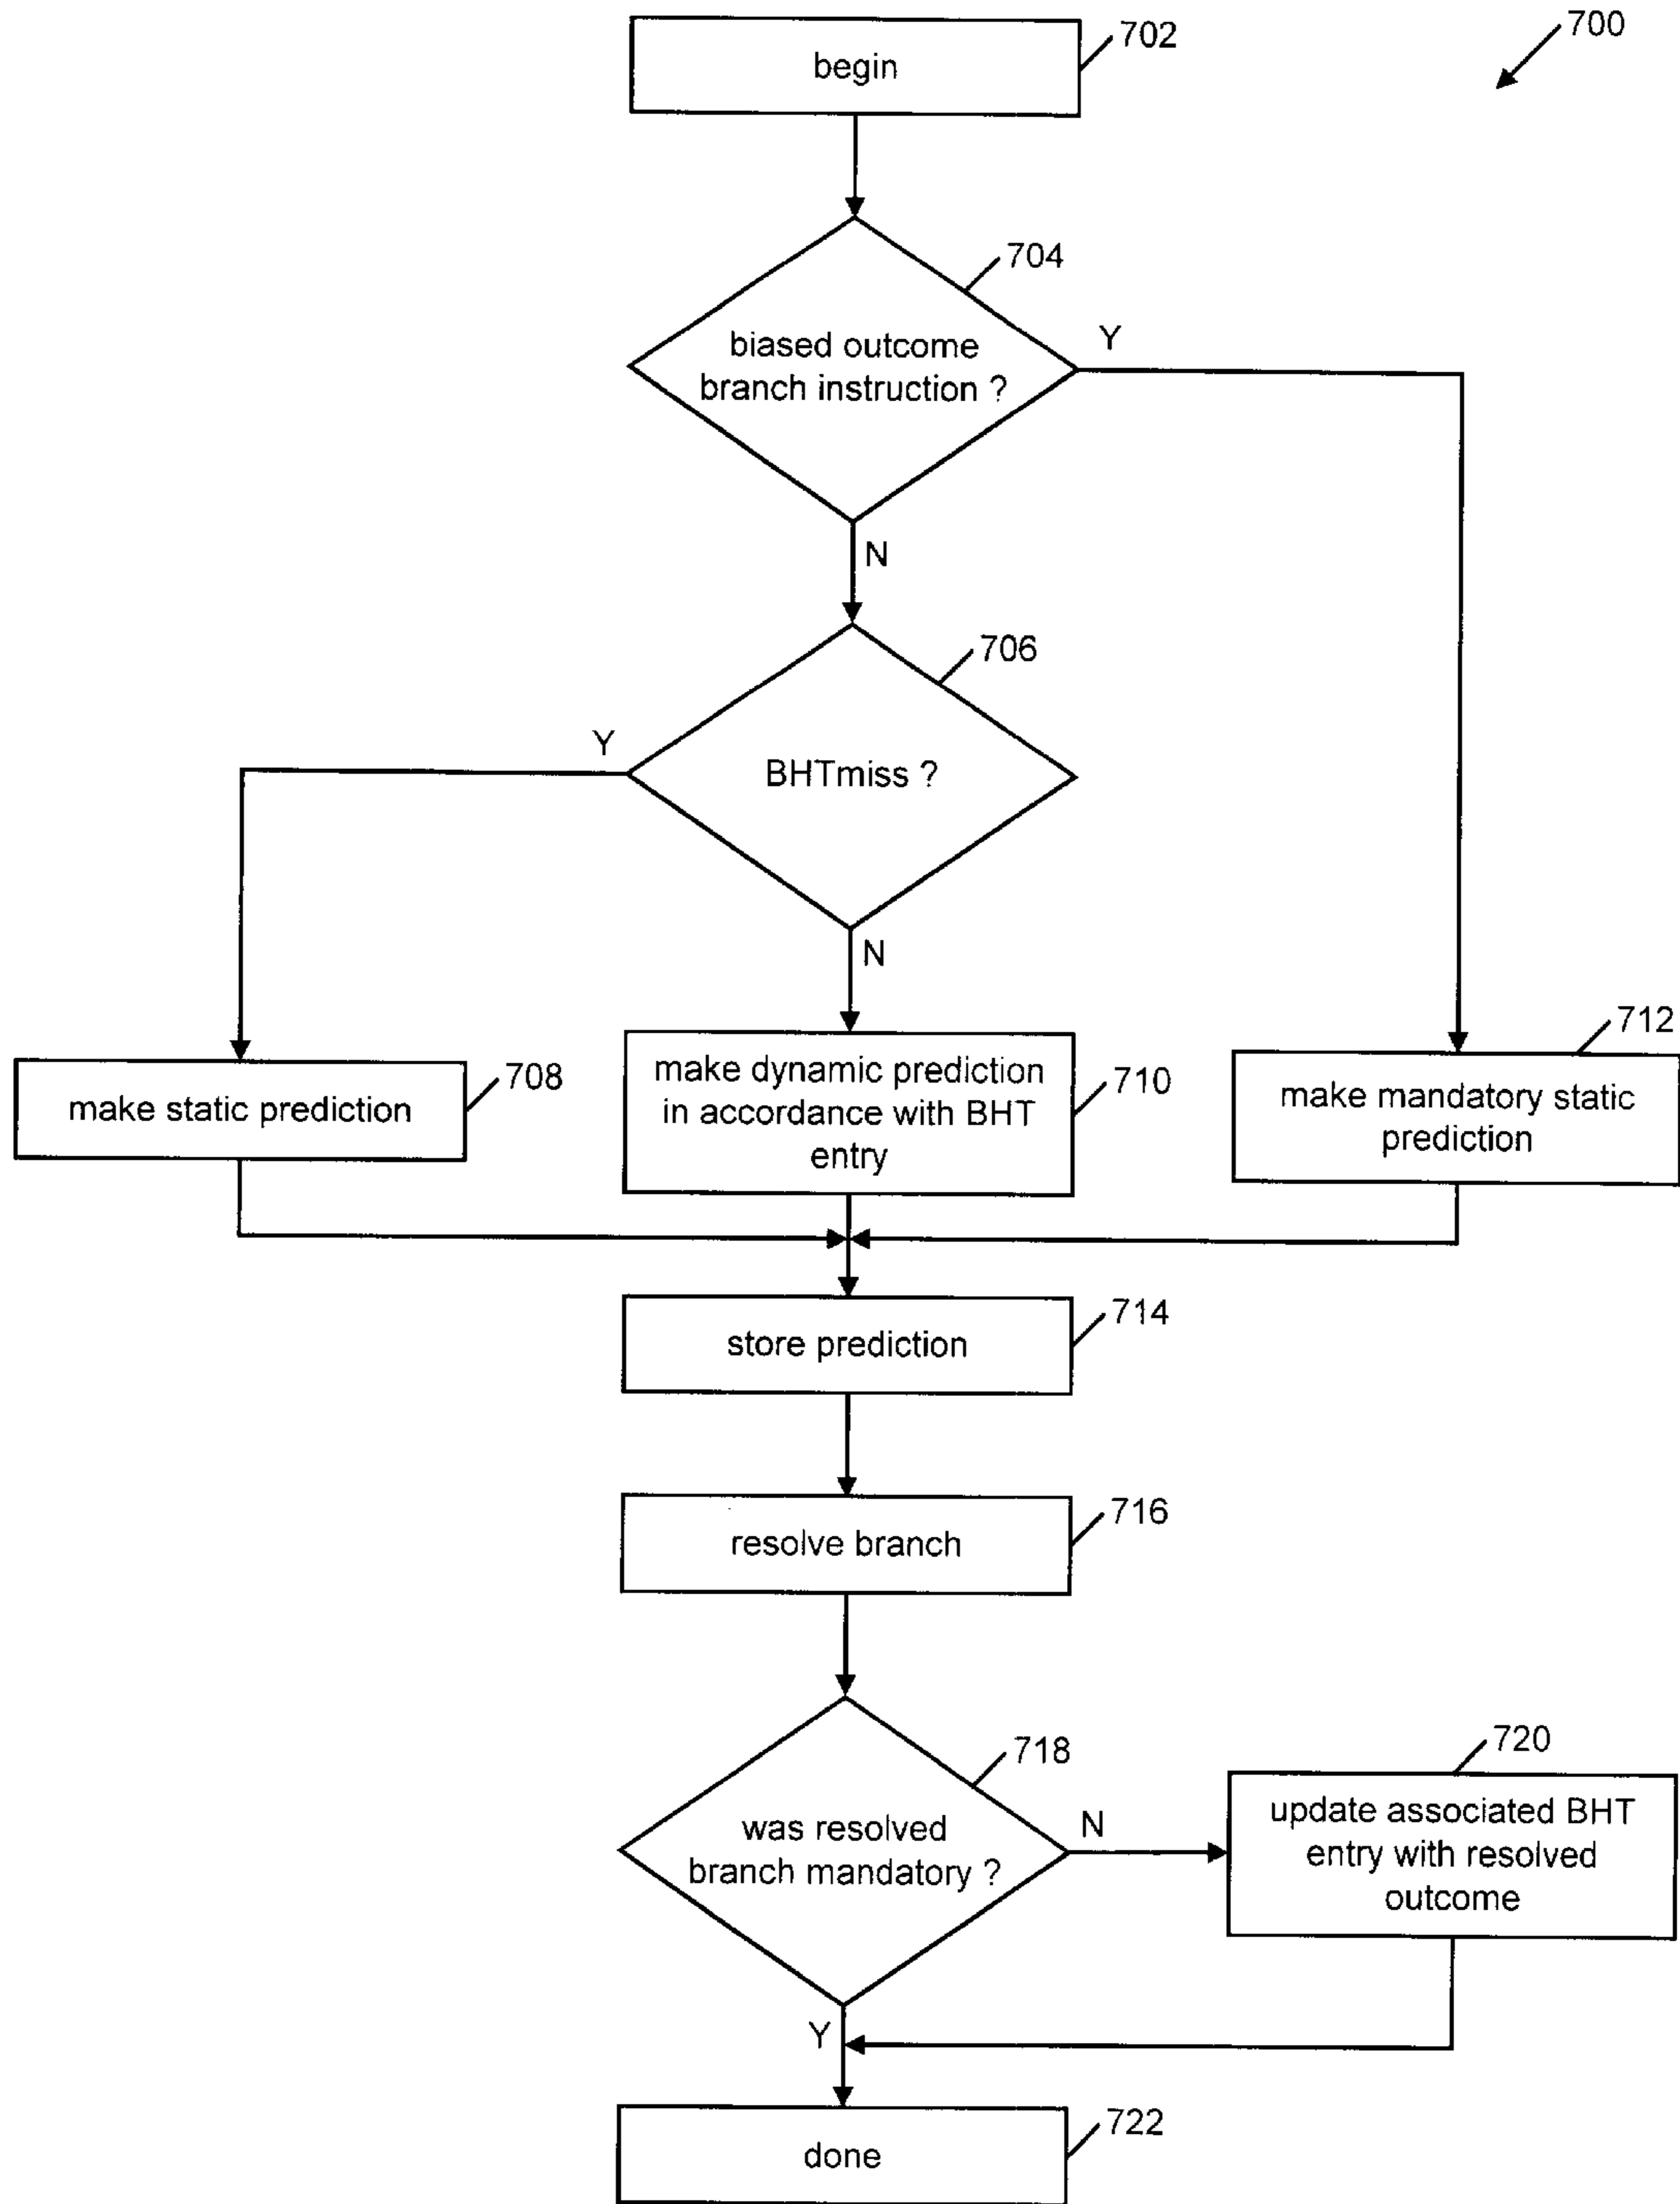 700
702
begin
704
biased outcome
branch instruction ?
Y
N
706
BHTmiss ?
Y
N
708
make static prediction
710
make dynamic prediction
in accordance with BHT
entry
712
make mandatory static
prediction
714
store prediction
716
resolve branch
718
was resolved
branch mandatory ?
N
Y
720
update associated BHT
entry with resolved
outcome
722
done